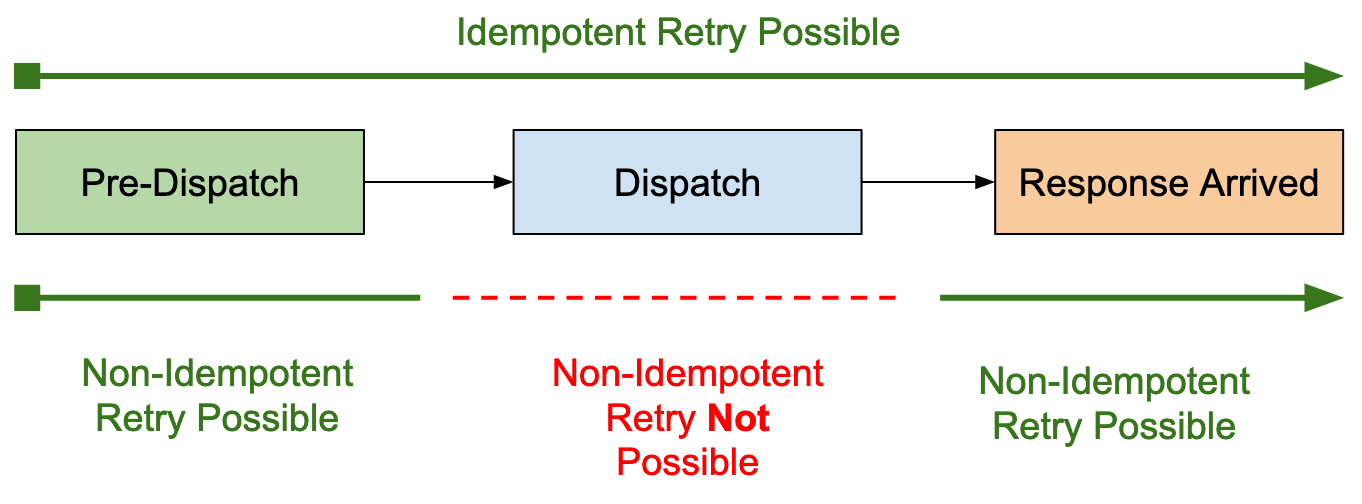 Idempotent Retry Possible
Pre-Dispatch
Dispatch
Response Arrived
Non-Idempotent
Retry Possible
Non-Idempotent
Retry Not
Possible
Non-Idempotent
Retry Possible